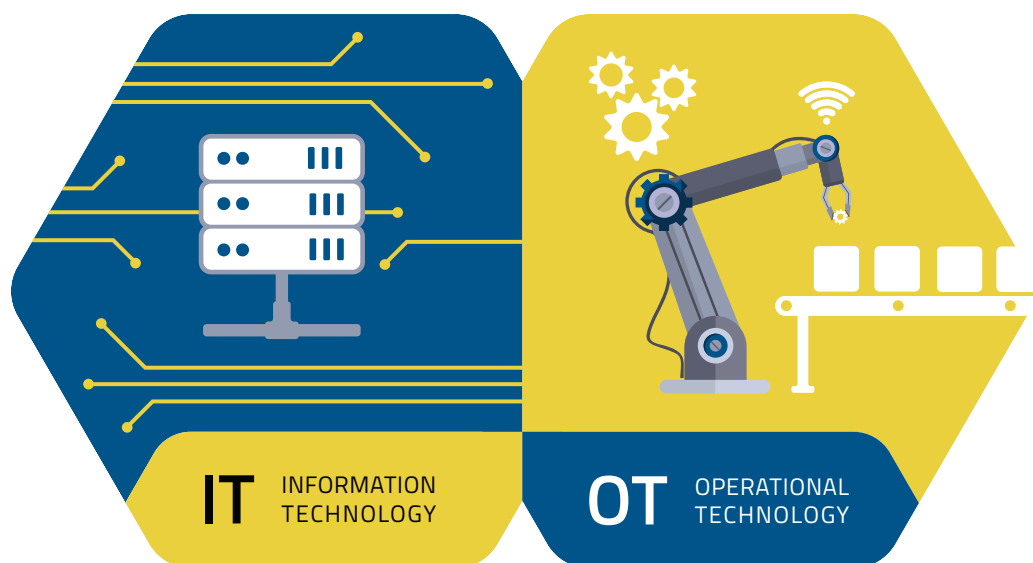 IT
INFORMATION
TECHNOLOGY
OT
OPERATIONAL
TECHNOLOGY